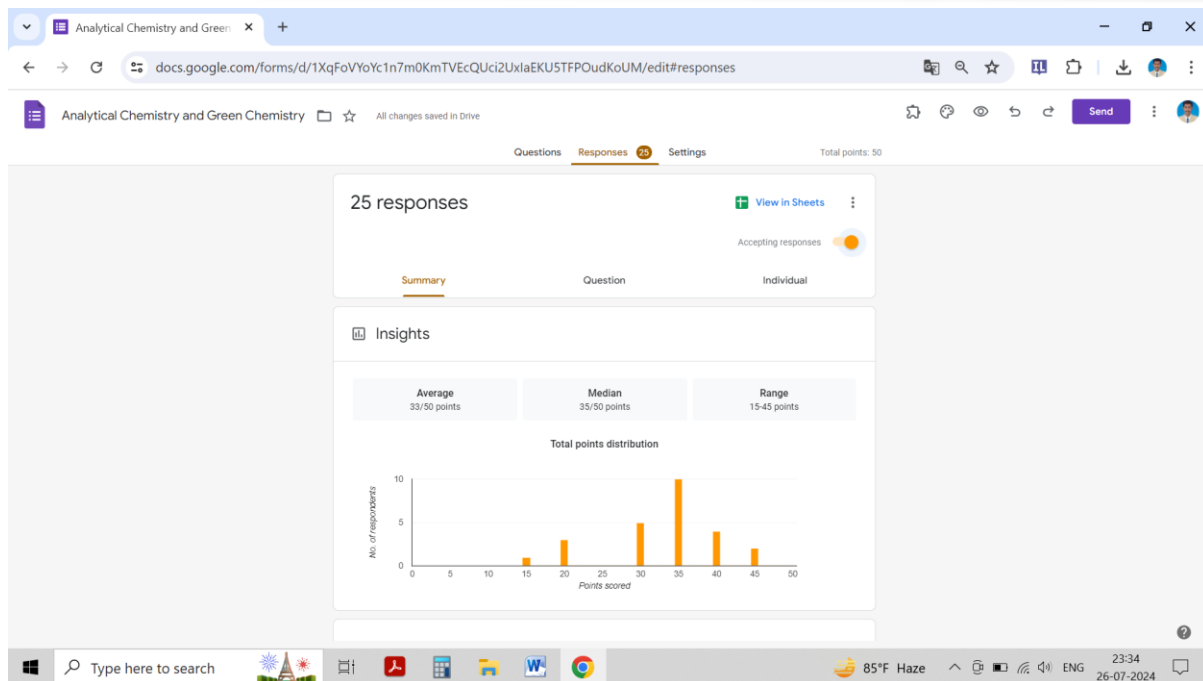 Analytical Chemistry and Green
docs.google.com/forms/d/1XqFoVYoYc1n7m0KmTVEcQUci2UxIaEKU5TFPOudKoUM/edit#responses
IL
Analytical Chemistry and Green Chemistry All changes saved in Drive Send
Questions Responses 25 Settings Total points: 50
25 responses View in Sheets
Accepting responses
Summary Question Individual
Insights
Average Median Range
33/50 points 35/50 points 15-45 points
Total points distribution
No. of respondents
10
5
0
0 5 10 15 20 25 30 35 40 45 50
Points scored
Type here to search W 85°F Haze ENG 23:34
26-07-2024